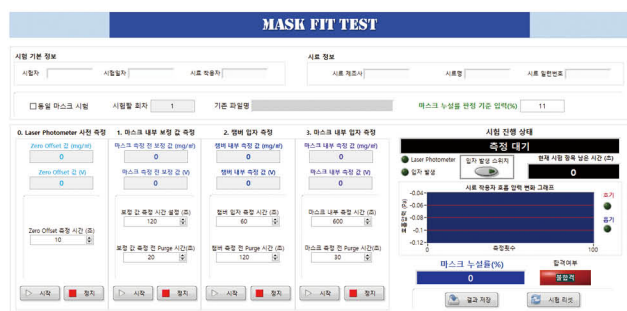 MASK FIT TEST
시험 기본 정보
시험자
시험일자
시료 착용자
시료 정보
시료 제조사
시료명
시료 일련번호
동일 마스크 시험
시험할 회차
1
기존 파일명
마스크 누설률 판정 기준 입력(%)
11
0. Laser Photometer 사전 측정
Zero Offset 값 (mg/㎥)
0
Zero Offset 값 (V)
0
Zero Offset 측정 시간 (초)
10
시작
정지
1. 마스크 내부 보정 값 측정
마스크 측정 전 보정 값 (mg/㎥)
0
마스크 측정 전 보정 값 (V)
0
보정 값 측정 시간 설정 (초)
120
보정 값 측정 전 Purge 시간(초)
20
시작
정지
2. 챔버 입자 측정
챔버 내부 측정 값 (mg/㎥)
0
챔버 내부 측정 값 (V)
0
챔버 입자 측정 시간 (초)
60
챔버 측정 전 Purge 시간 (초)
120
시작
정지
3. 마스크 내부 입자 측정
마스크 내부 측정 값 (mg/㎥)
0
마스크 내부 측정 값 (V)
0
마스크 내부 측정 시간 (초)
600
마스크 측정 전 Purge 시간 (초)
30
시작
정지
시험 진행 상태
측정 대기
Laser Photometer
입자 발생
입자 발생 스위치
현재 시험 항목 남은 시간 (초)
0
시료 착용자 호흡 압력 변화 그래프
-0.04
-0.06
-0.08
-0.1
-0.12
0
측정횟수
100
호기
흡기
마스크 누설률(%)
0
합격여부
불합격
결과 저장
시험 리셋